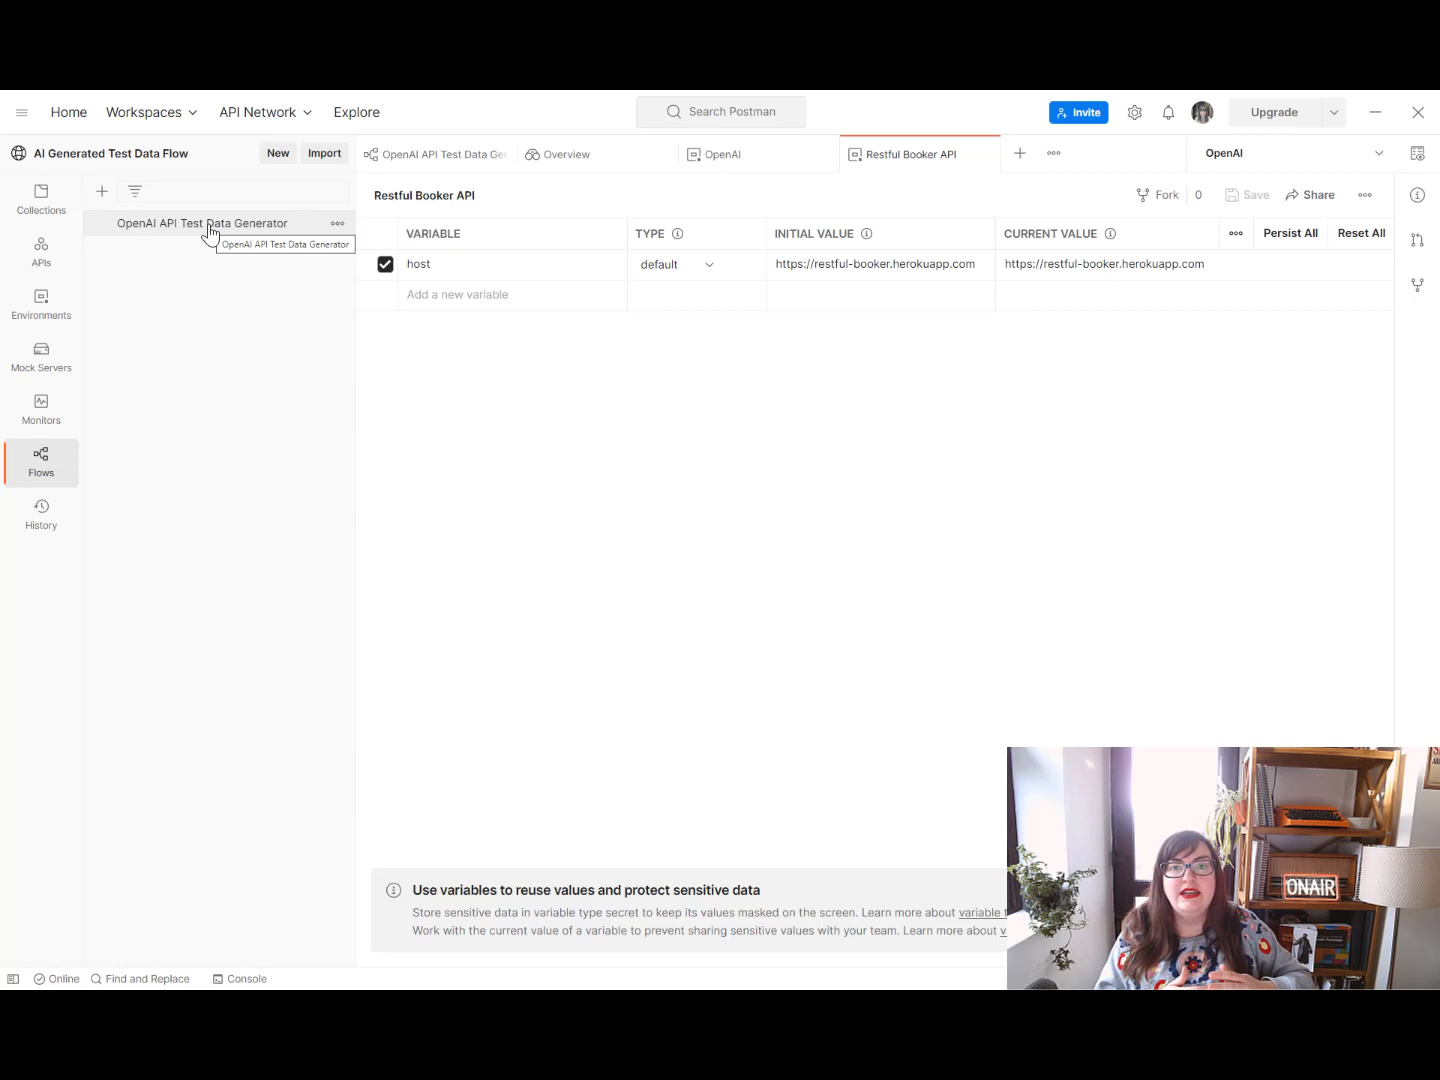 Home Workspaces API Network Explore Search Postman Invite Upgrade
AI Generated Test Data Flow New Import OpenAI API Test Data Ger Overview OpenAI Restful Booker API OpenAI
Collections
OpenAI API Test Data Generator
OpenAI API Test Data Generator
APIs
Environments
Mock Servers
Monitors
Flows
History
Restful Booker API Fork 0 Save Share
VARIABLE TYPE INITIAL VALUE CURRENT VALUE Persist All Reset All
host default https://restful-booker.herokuapp.com https://restful-booker.herokuapp.com
Add a new variable
Use variables to reuse values and protect sensitive data
Store sensitive data in variable type secret to keep its values masked on the screen. Learn more about variable
Work with the current value of a variable to prevent sharing sensitive values with your team. Learn more about
ON AIR
Online Find and Replace Console